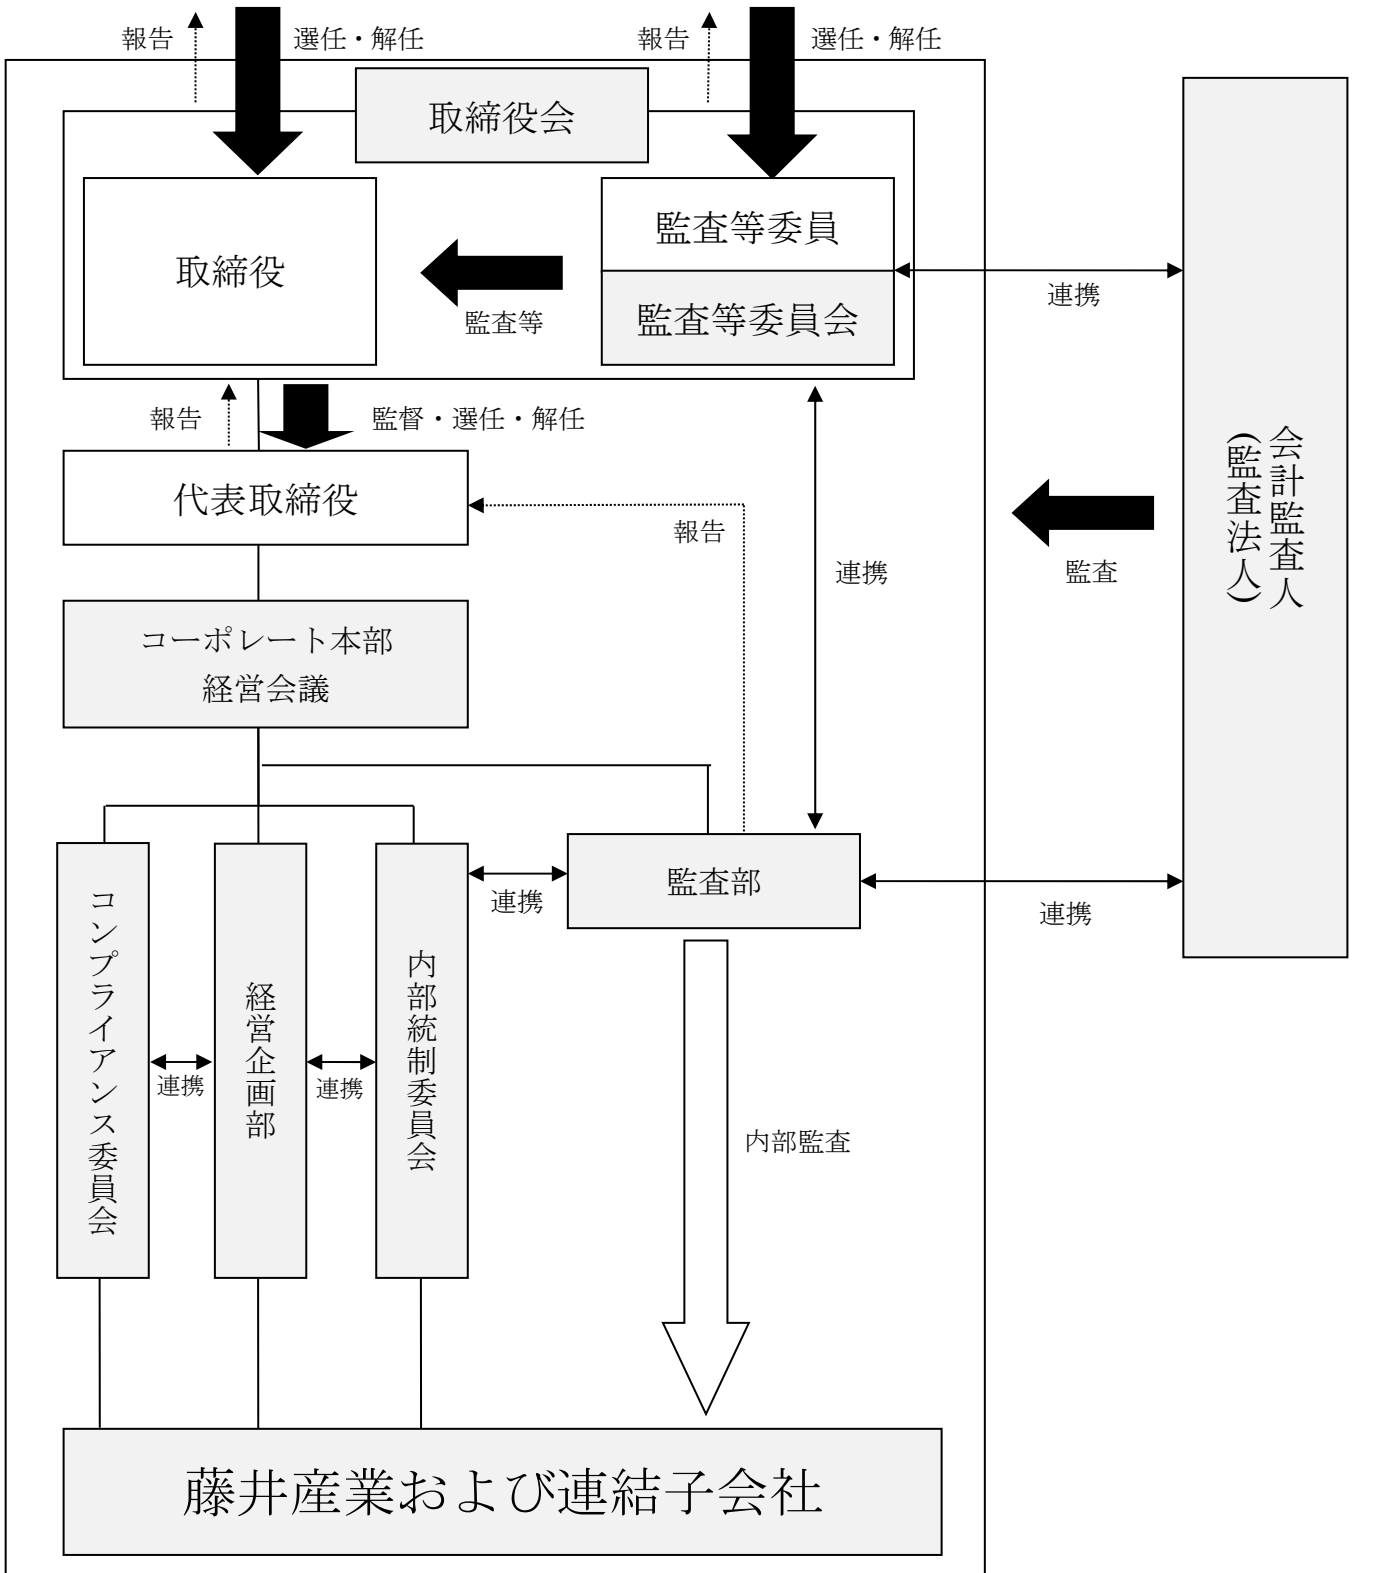 報告
選任・解任
報告
選任・解任
取締役会
取締役
監査等
監査等委員
監査等委員会
連携
報告
監督・選任・解任
代表取締役
報告
連携
監査
会計監査人
(監査法人)
コーポレート本部
経営会議
監査部
連携
連携
コンプライアンス委員会
連携
経営企画部
連携
内部統制委員会
内部監査
藤井産業および連結子会社